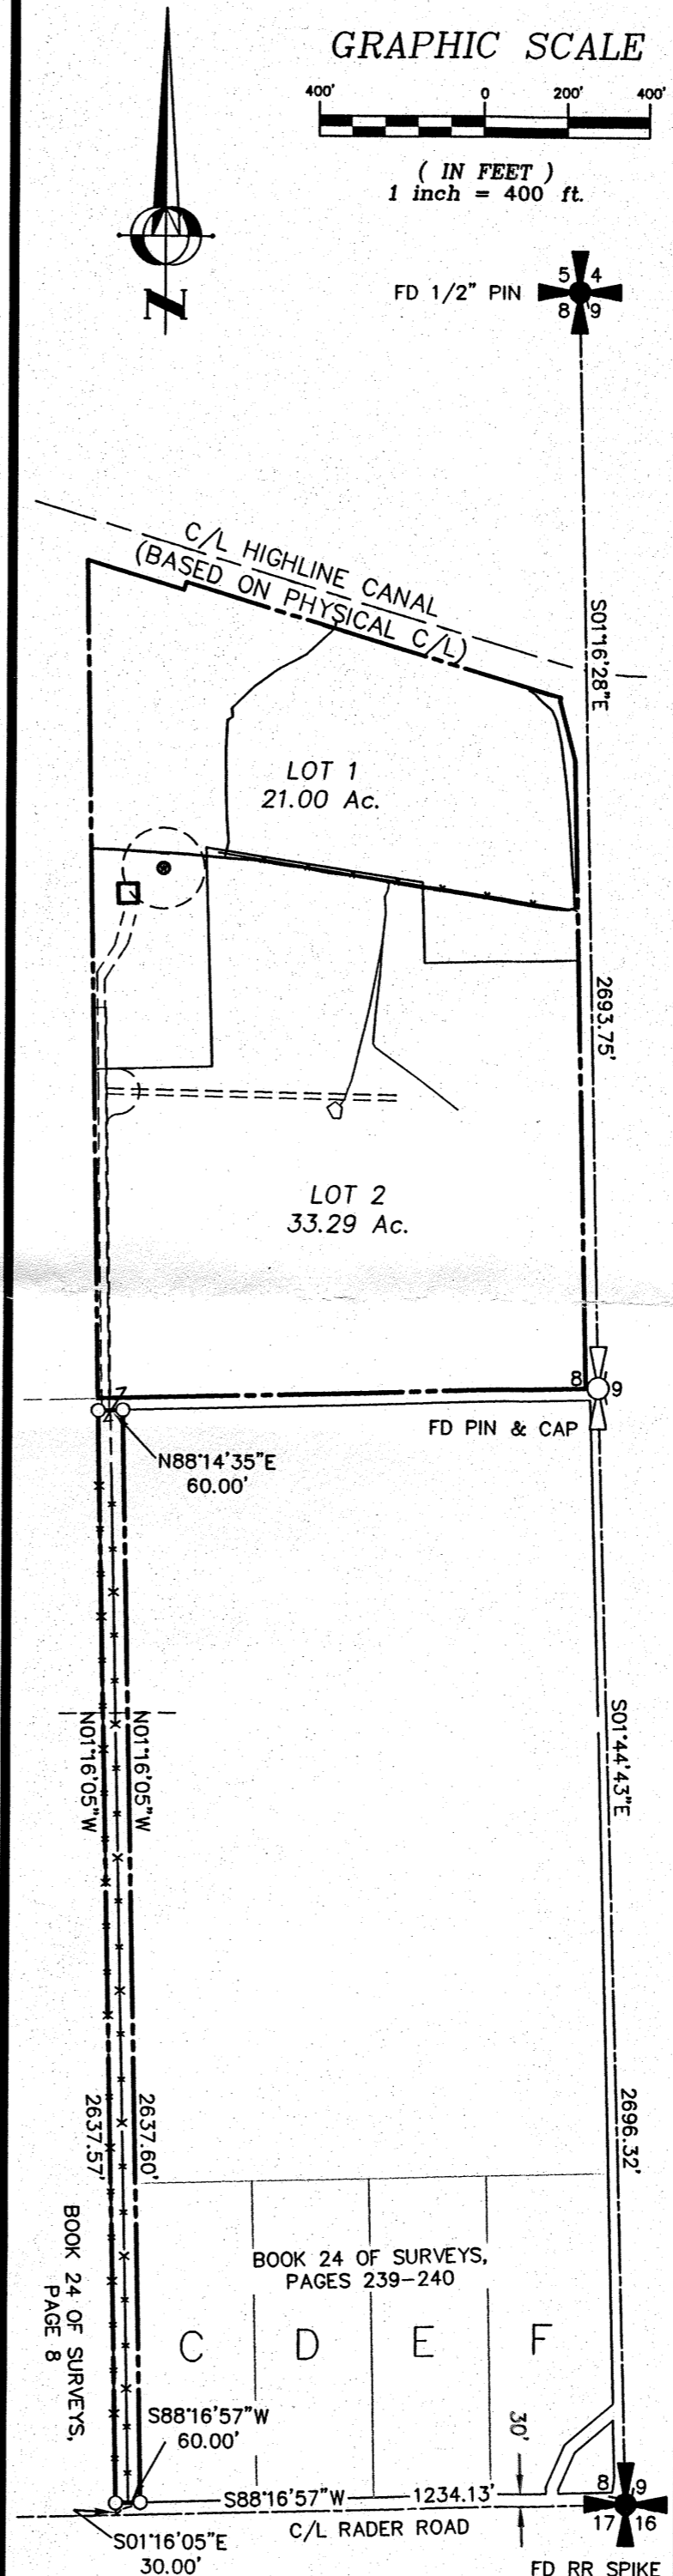 GRAPHIC SCALE
400' 0 200' 400'
( IN FEET )
1 inch = 400 ft.
N
FD 1/2" PIN
5 4
8 9
C/L HIGHLINE CANAL
(BASED ON PHYSICAL C/L)
S01°16'28"E
LOT 1
21.00 Ac.
2693.75'
LOT 2
33.29 Ac.
8 9
FD PIN & CAP
N88°14'35"E
60.00'
N01°16'05"W
N01°16'05"W
S01°44'43"E
2637.57'
2637.60'
2696.32'
BOOK 24 OF SURVEYS,
PAGE 8
BOOK 24 OF SURVEYS,
PAGES 239-240
C D E F
S88°16'57"W
60.00'
30'
S88°16'57"W 1234.13'
8 9
17 16
C/L RADER ROAD
S01°16'05"E
30.00'
FD RR SPIKE